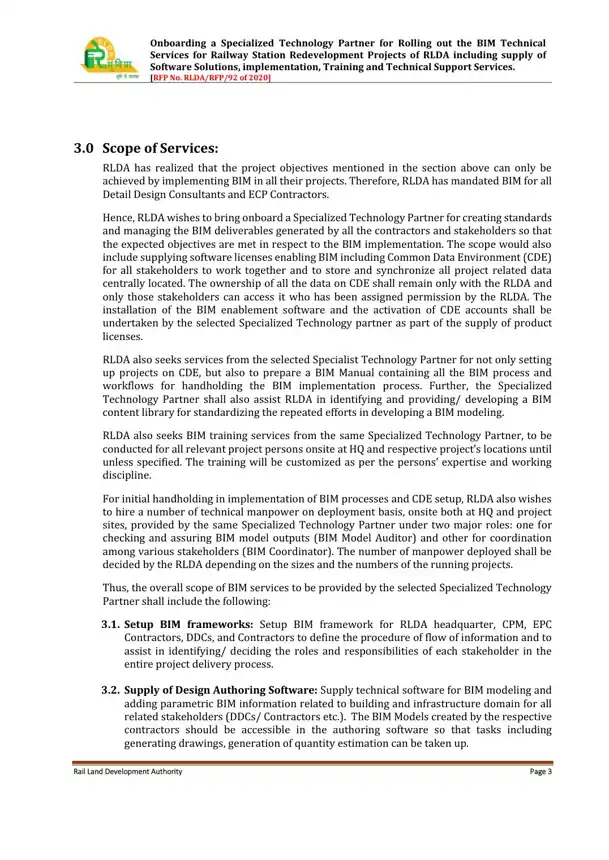 Onboarding a Specialized Technology Partner for Rolling out the BIM Technical
Services for Railway Station Redevelopment Projects of RLDA including supply of
Software Solutions, implementation, Training and Technical Support Services.
[RFP No. RLDA/RFP/92 of 2020]
3.0 Scope of Services:
RLDA has realized that the project objectives mentioned in the section above can only be
achieved by implementing BIM in all their projects. Therefore, RLDA has mandated BIM for all
Detail Design Consultants and ECP Contractors.
Hence, RLDA wishes to bring onboard a Specialized Technology Partner for creating standards
and managing the BIM deliverables generated by all the contractors and stakeholders so that
the expected objectives are met in respect to the BIM implementation. The scope would also
include supplying software licenses enabling BIM including Common Data Environment (CDE)
for all stakeholders to work together and to store and synchronize all project related data
centrally located. The ownership of all the data on CDE shall remain only with the RLDA and
only those stakeholders can access it who has been assigned permission by the RLDA. The
installation of the BIM enablement software and the activation of CDE accounts shall be
undertaken by the selected Specialized Technology partner as part of the supply of product
licenses.
RLDA also seeks services from the selected Specialist Technology Partner for not only setting
up projects on CDE, but also to prepare a BIM Manual containing all the BIM process and
workflows for handholding the BIM implementation process. Further, the Specialized
Technology Partner shall also assist RLDA in identifying and providing/ developing a BIM
content library for standardizing the repeated efforts in developing a BIM modeling.
RLDA also seeks BIM training services from the same Specialized Technology Partner, to be
conducted for all relevant project persons onsite at HQ and respective project's locations until
unless specified. The training will be customized as per the persons' expertise and working
discipline.
For initial handholding in implementation of BIM processes and CDE setup, RLDA also wishes
to hire a number of technical manpower on deployment basis, onsite both at HQ and project
sites, provided by the same Specialized Technology Partner under two major roles: one for
checking and assuring BIM model outputs (BIM Model Auditor) and other for coordination
among various stakeholders (BIM Coordinator). The number of manpower deployed shall be
decided by the RLDA depending on the sizes and the numbers of the running projects.
Thus, the overall scope of BIM services to be provided by the selected Specialized Technology
Partner shall include the following:
3.1. Setup BIM frameworks: Setup BIM framework for RLDA headquarter, CPM, EPC
Contractors, DDCs, and Contractors to define the procedure of flow of information and to
assist in identifying/ deciding the roles and responsibilities of each stakeholder in the
entire project delivery process.
3.2. Supply of Design Authoring Software: Supply technical software for BIM modeling and
adding parametric BIM information related to building and infrastructure domain for all
related stakeholders (DDCs/ Contractors etc.). The BIM Models created by the respective
contractors should be accessible in the authoring software so that tasks including
generating drawings, generation of quantity estimation can be taken up.
Rail Land Development Authority Page 3